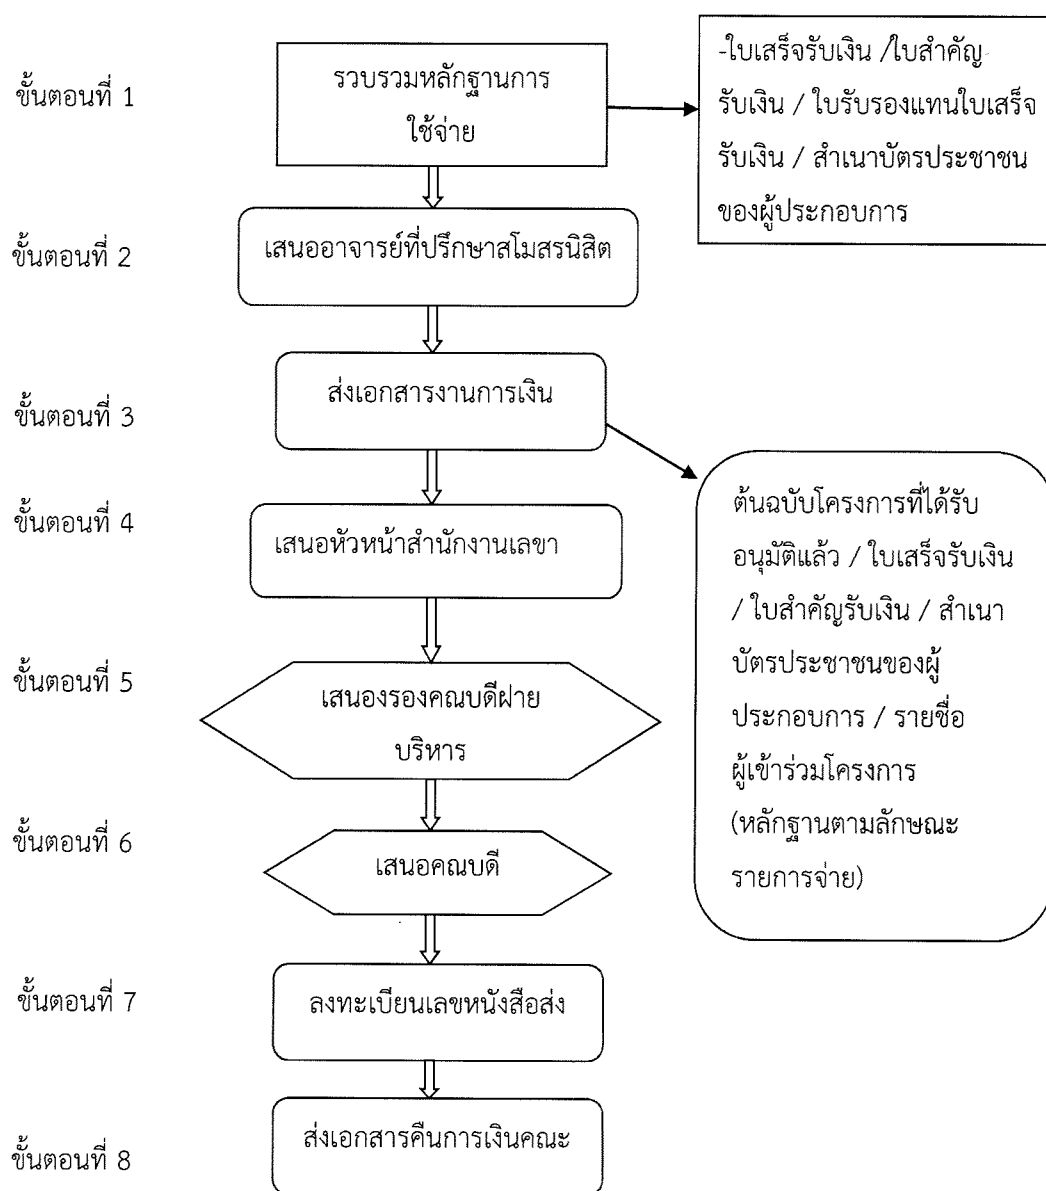 ขั้นตอนที่ 1
รวบรวมหลักฐานการ
ใช้จ่าย
-ใบเสร็จรับเงิน /ใบสำคัญ
รับเงิน / ใบรับรองแทนใบเสร็จ
รับเงิน / สำเนาบัตรประชาชน
ของผู้ประกอบการ
ขั้นตอนที่ 2
เสนออาจารย์ที่ปรึกษาสโมสรนิสิต
ขั้นตอนที่ 3
ส่งเอกสารงานการเงิน
ต้นฉบับโครงการที่ได้รับ
อนุมัติแล้ว / ใบเสร็จรับเงิน
/ ใบสำคัญรับเงิน / สำเนา
บัตรประชาชนของผู้
ประกอบการ / รายชื่อ
ผู้เข้าร่วมโครงการ
(หลักฐานตามลักษณะ
รายการจ่าย)
ขั้นตอนที่ 4
เสนอหัวหน้าสำนักงานเลขา
ขั้นตอนที่ 5
เสนองรองคณบดีฝ่าย
บริหาร
ขั้นตอนที่ 6
เสนอคณบดี
ขั้นตอนที่ 7
ลงทะเบียนเลขหนังสือส่ง
ขั้นตอนที่ 8
ส่งเอกสารคืนการเงินคณะ